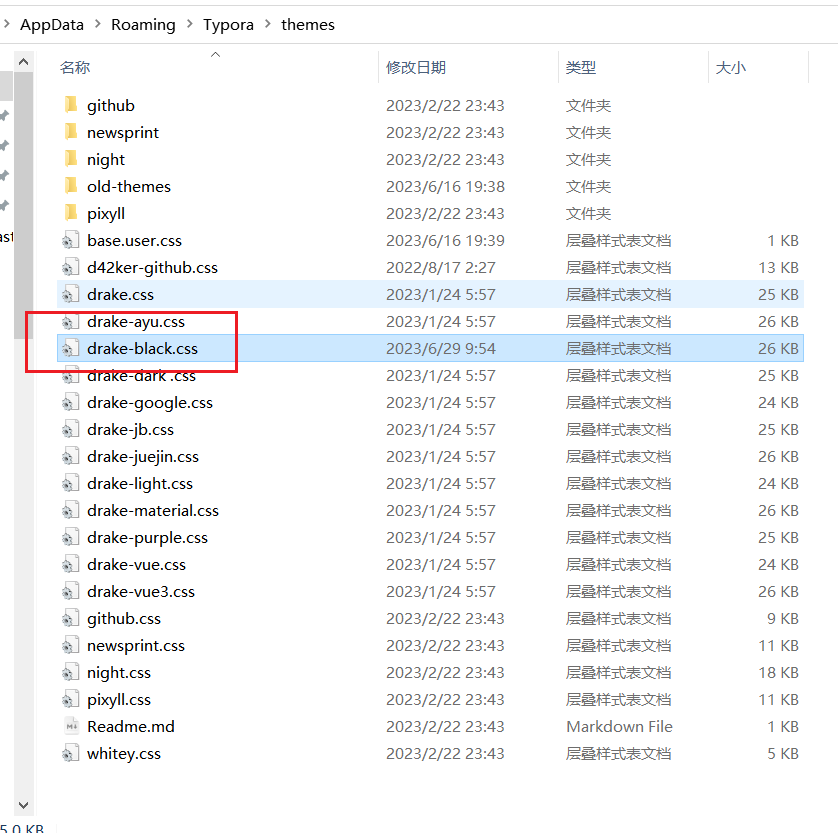 AppData > Roaming > Typora > themes
名称 修改日期 类型 大小
github 2023/2/22 23:43 文件夹
newsprint 2023/2/22 23:43 文件夹
night 2023/2/22 23:43 文件夹
old-themes 2023/6/16 19:38 文件夹
pixyll 2023/2/22 23:43 文件夹
base.user.css 2023/6/16 19:39 层叠样式表文档 1 KB
d42ker-github.css 2022/8/17 2:27 层叠样式表文档 13 KB
drake.css 2023/1/24 5:57 层叠样式表文档 25 KB
drake-ayu.css 2023/1/24 5:57 层叠样式表文档 26 KB
drake-black.css 2023/6/29 9:54 层叠样式表文档 26 KB
drake-dark .css 2023/1/24 5:57 层叠样式表文档 25 KB
drake-google.css 2023/1/24 5:57 层叠样式表文档 24 KB
drake-jb.css 2023/1/24 5:57 层叠样式表文档 25 KB
drake-juejin.css 2023/1/24 5:57 层叠样式表文档 26 KB
drake-light.css 2023/1/24 5:57 层叠样式表文档 24 KB
drake-material.css 2023/1/24 5:57 层叠样式表文档 26 KB
drake-purple.css 2023/1/24 5:57 层叠样式表文档 25 KB
drake-vue.css 2023/1/24 5:57 层叠样式表文档 24 KB
drake-vue3.css 2023/1/24 5:57 层叠样式表文档 26 KB
github.css 2023/2/22 23:43 层叠样式表文档 9 KB
newsprint.css 2023/2/22 23:43 层叠样式表文档 11 KB
night.css 2023/2/22 23:43 层叠样式表文档 18 KB
pixyll.css 2023/2/22 23:43 层叠样式表文档 11 KB
Readme.md 2023/2/22 23:43 Markdown File 1 KB
whitey.css 2023/2/22 23:43 层叠样式表文档 5 KB